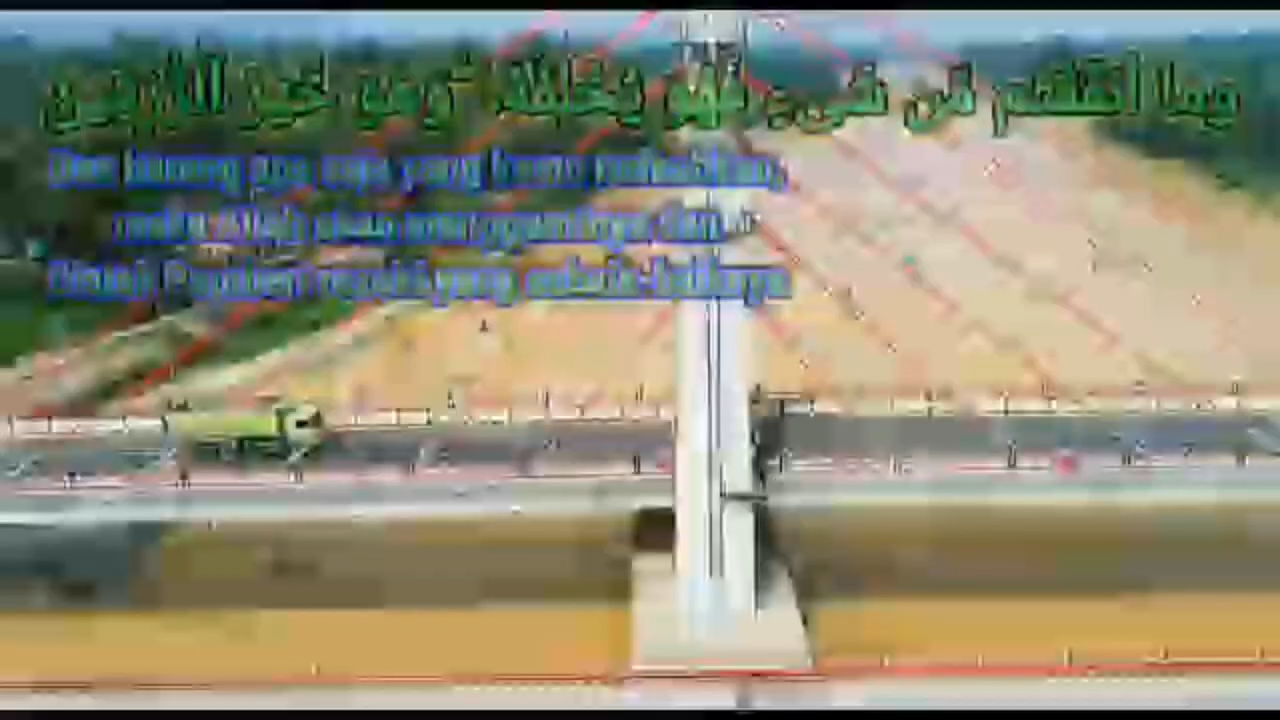 وما أنفقتم من شيء فهو يخلفه وهو خير الرازقين
Dan barang apa saja yang kamu nafkahkan,
maka Allah akan menggantinya dan
Dialah Pemberi rezeki yang sebaik-baiknya